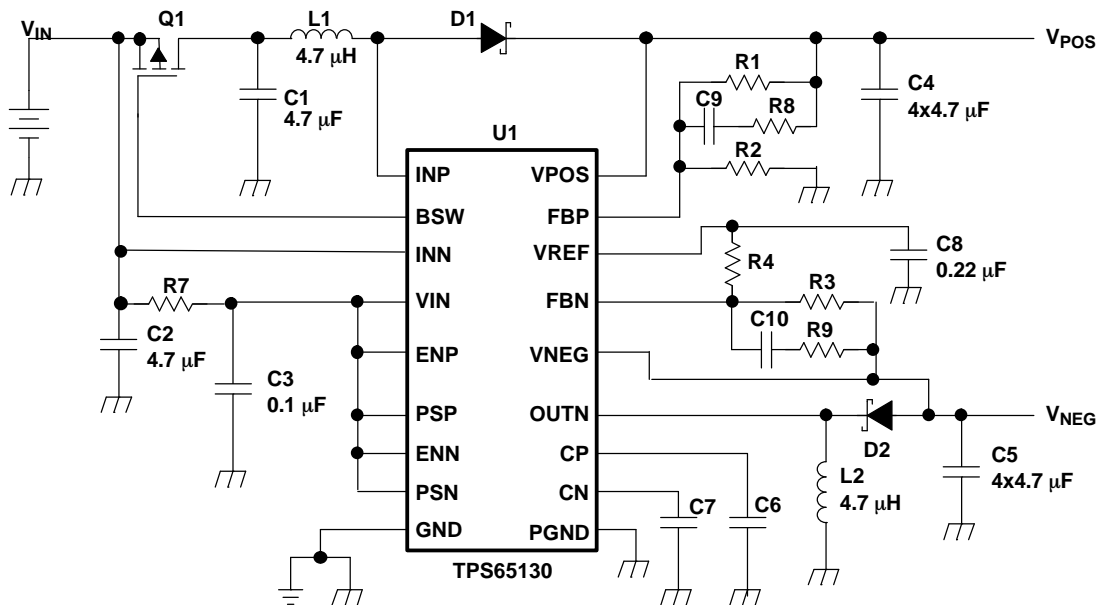 V_IN
Q1
L1
4.7 μH
D1
V_POS
C1
4.7 μF
R1
C9
R8
R2
C4
4x4.7 μF
U1
INP
BSW
INN
VIN
ENP
PSP
ENN
PSN
GND
VPOS
FBP
VREF
FBN
VNEG
OUTN
CP
CN
PGND
TPS65130
R7
C2
4.7 μF
C3
0.1 μF
R4
C8
0.22 μF
R3
C10
R9
V_NEG
D2
L2
4.7 μH
C5
4x4.7 μF
C7
C6